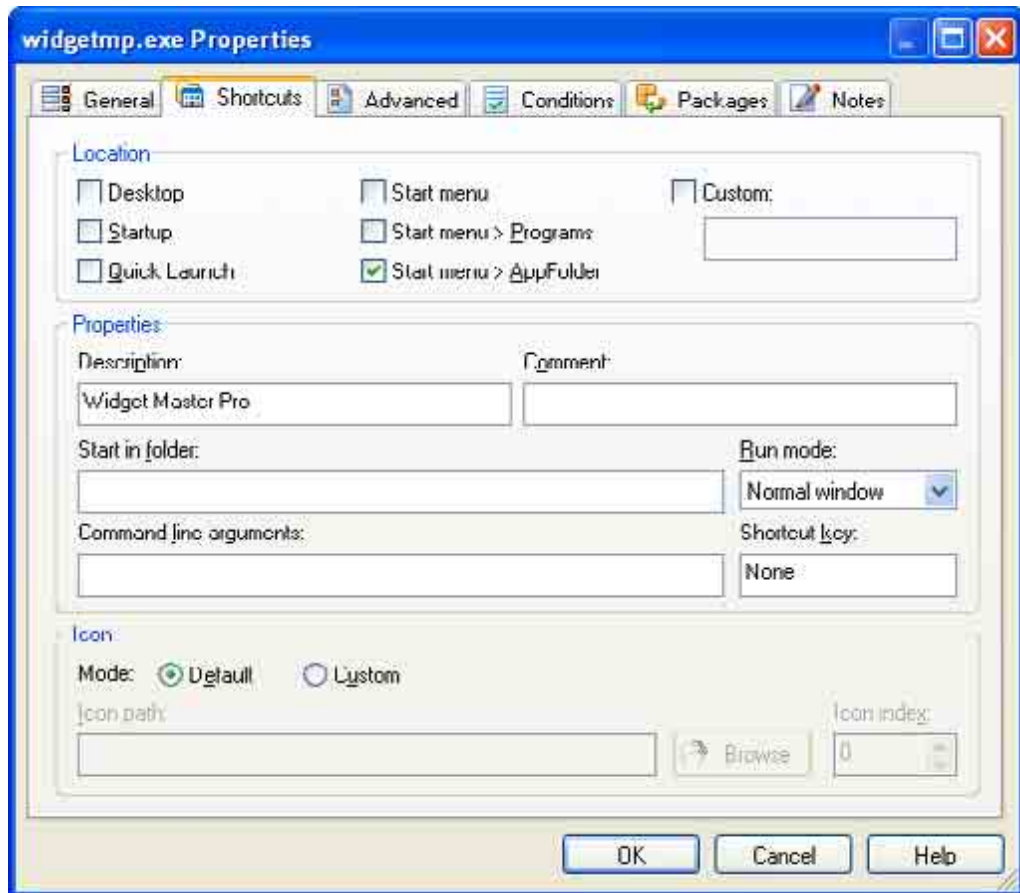 widgetmp.exe Properties
General Shortcuts Advanced Conditions Packages Notes
Location
Desktop Start menu Custom:
Startup Start menu > Programs
Quick Launch Start menu > AppFolder
Properties
Description: Comment:
Widget Master Pro
Start in folder: Run mode:
Normal window
Command line arguments: Shortcut key:
None
Icon
Mode: Default Custom
Icon path: Icon index:
Browse 0
OK Cancel Help